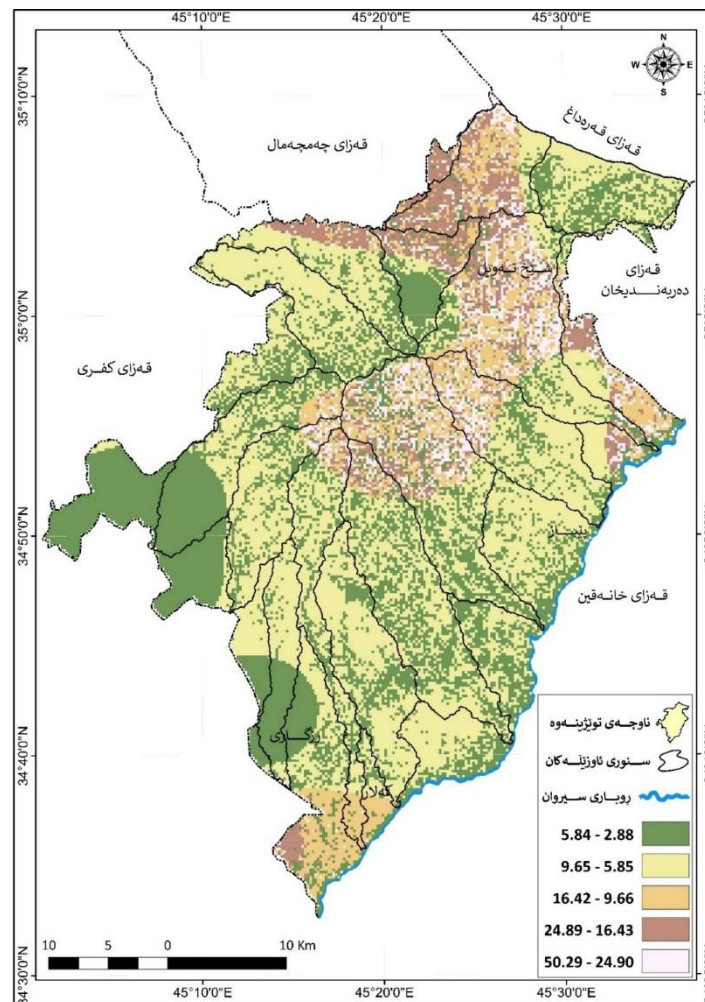 45°10'0"E 45°20'0"E 45°30'0"E
N
W E
S
35°10'0"N
قەزای قەرەداغ
قەزای چەمچەمال
شێخ تەویل
قەزای
دەربەندیخان
35°0'0"N
قەزای کفری
34°50'0"N
قەزای خانەقین
ناوچەی توێژینەوە
سنوری ئاوزێڵەکان
ڕوباری سیروان
5.84 - 2.88
9.65 - 5.85
16.42 - 9.66
24.89 - 16.43
50.29 - 24.90
34°40'0"N
ڕزگاری
کەلار
10 5 0 10 Km
34°30'0"N
45°10'0"E 45°20'0"E 45°30'0"E